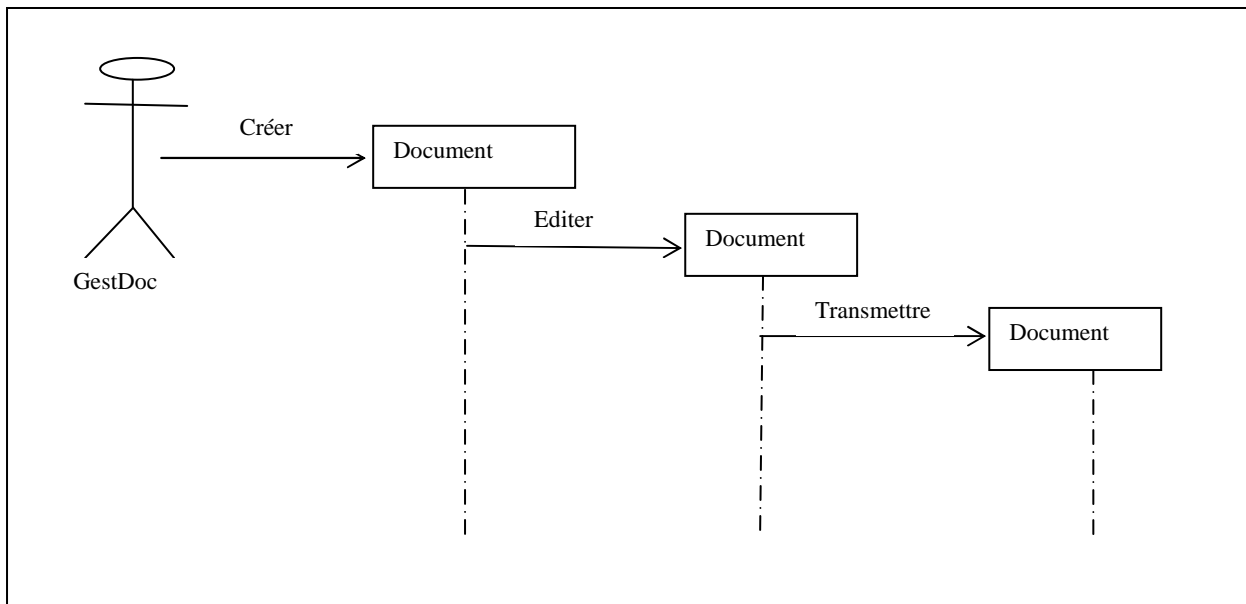 Créer
Document
Editer
Document
GestDoc
Transmettre
Document